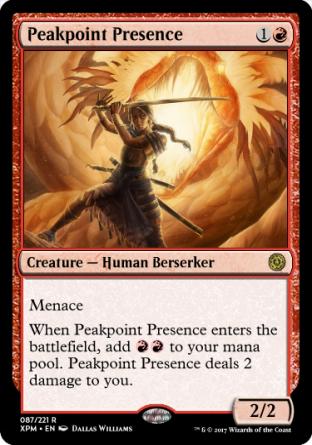 Peakpoint Presence 1
Creature — Human Berserker
Menace
When Peakpoint Presence enters the
battlefield, add to your mana
pool. Peakpoint Presence deals 2
damage to you.
2/2
087/221 R
XPM • EN DALLAS WILLIAMS
™ & © 2017 Wizards of the Coast